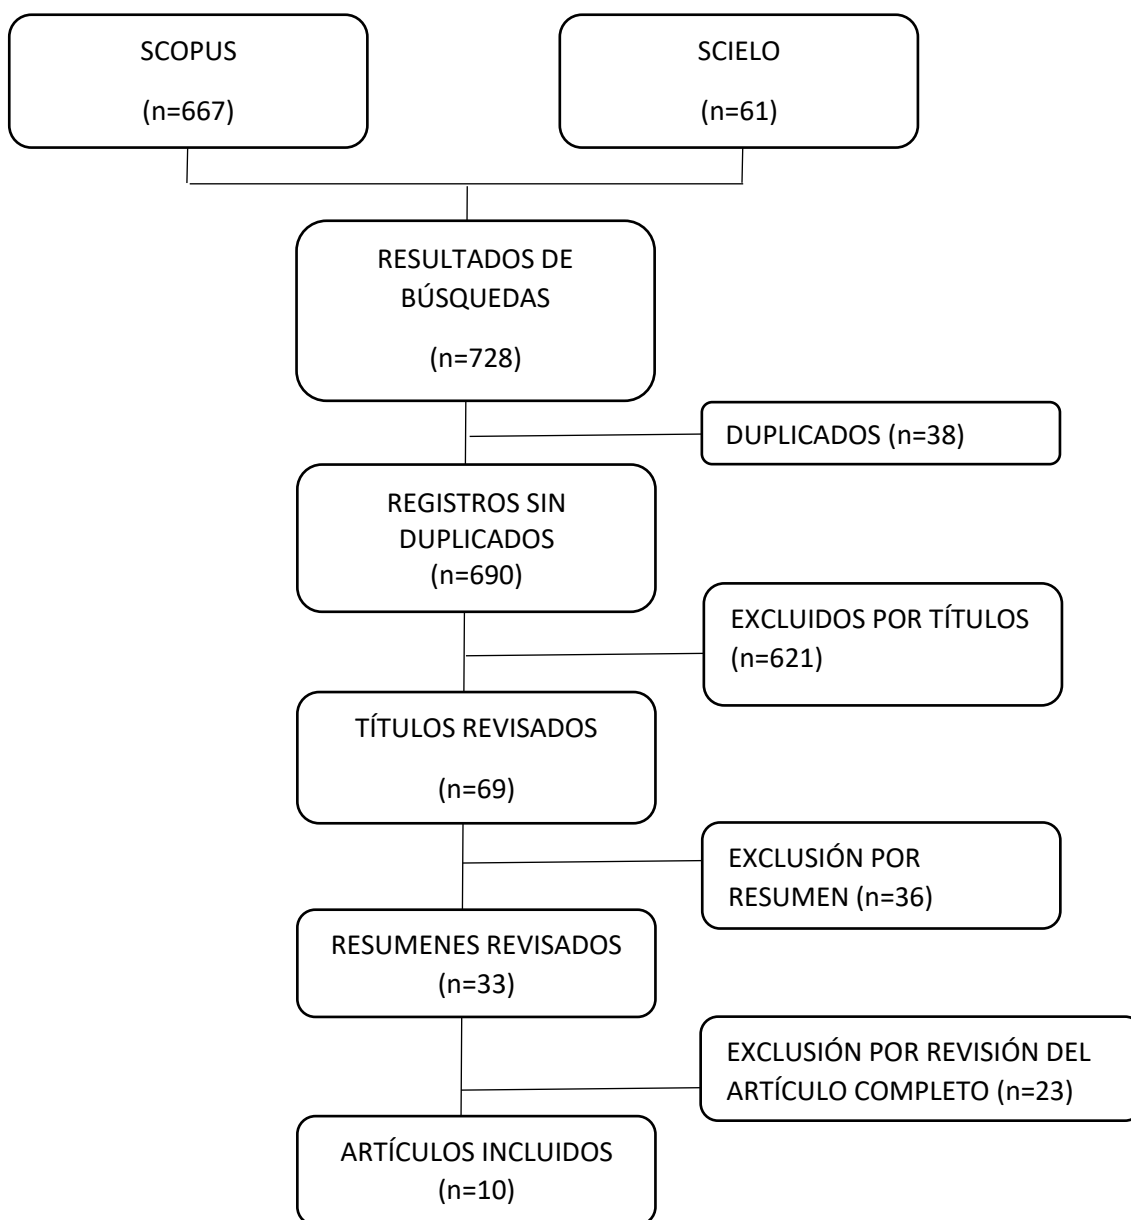 SCOPUS
(n=667)
SCIELO
(n=61)
RESULTADOS DE
BÚSQUEDAS
(n=728)
DUPLICADOS (n=38)
REGISTROS SIN
DUPLICADOS
(n=690)
EXCLUIDOS POR TÍTULOS
(n=621)
TÍTULOS REVISADOS
(n=69)
EXCLUSIÓN POR
RESUMEN (n=36)
RESUMENES REVISADOS
(n=33)
EXCLUSIÓN POR REVISIÓN DEL
ARTÍCULO COMPLETO (n=23)
ARTÍCULOS INCLUIDOS
(n=10)